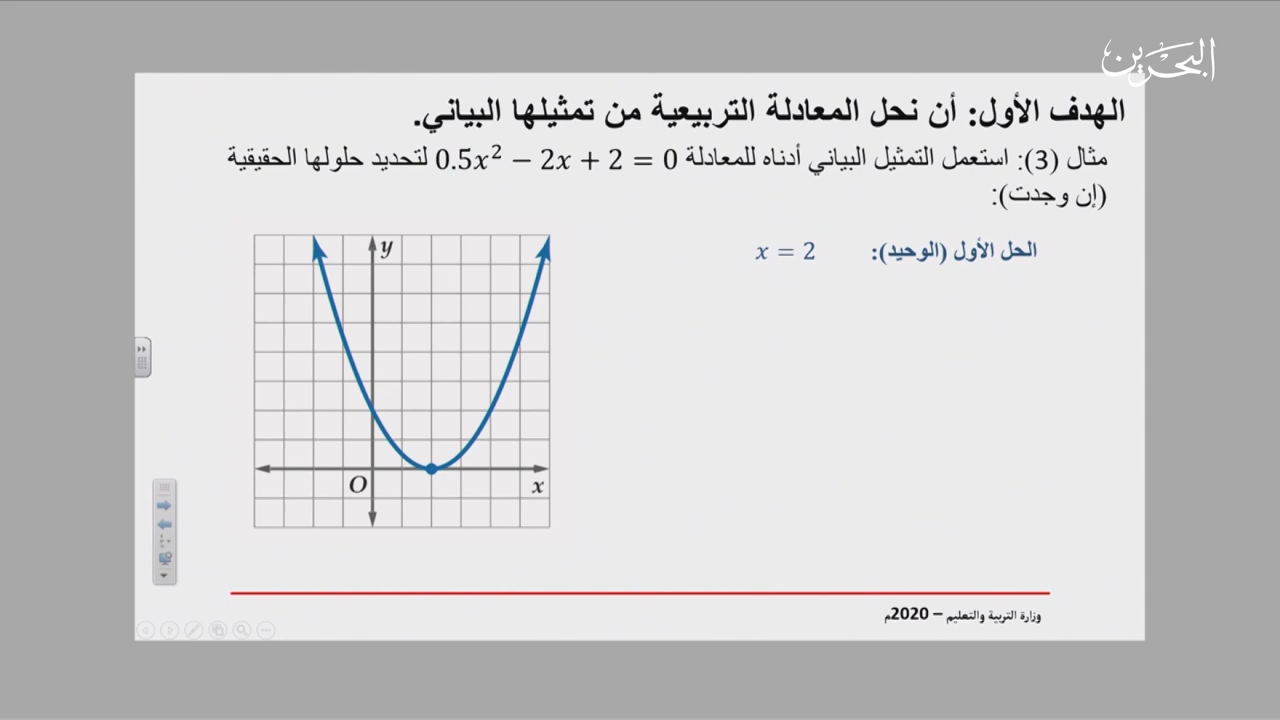 البحرين
الهدف الأول: أن نحل المعادلة التربيعية من تمثيلها البياني.
مثال (3): استعمل التمثيل البياني أدناه للمعادلة 0.5x² − 2x + 2 = 0 لتحديد حلولها الحقيقية
(إن وجدت):
الحل الأول (الوحيد): x = 2
y
O
x
وزارة التربية والتعليم – 2020م